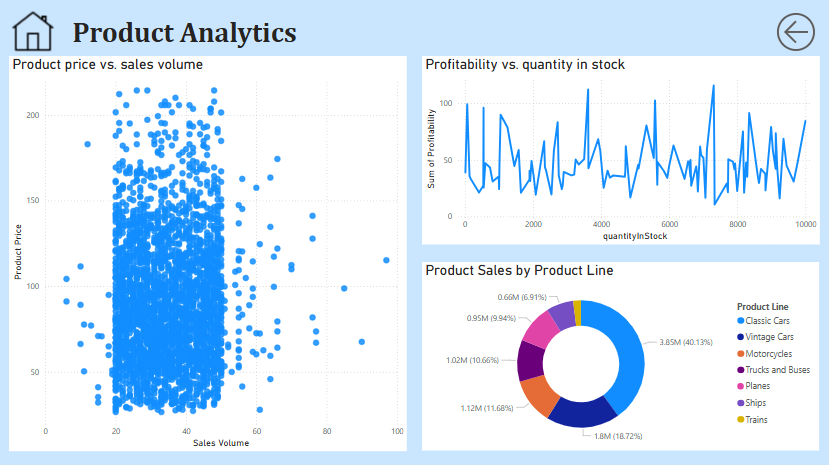 Product Analytics
Product price vs. sales volume
Product Price
200
150
100
50
0
20
40
60
80
100
Sales Volume
Profitability vs. quantity in stock
Sum of Profitiability
100
50
0
0
2000
4000
6000
8000
10000
quantityInStock
Product Sales by Product Line
0.66M (6.91%)
0.95M (9.94%)
1.02M (10.66%)
1.12M (11.68%)
1.8M (18.72%)
3.85M (40.13%)
Product Line
Classic Cars
Vintage Cars
Motorcycles
Trucks and Buses
Planes
Ships
Trains